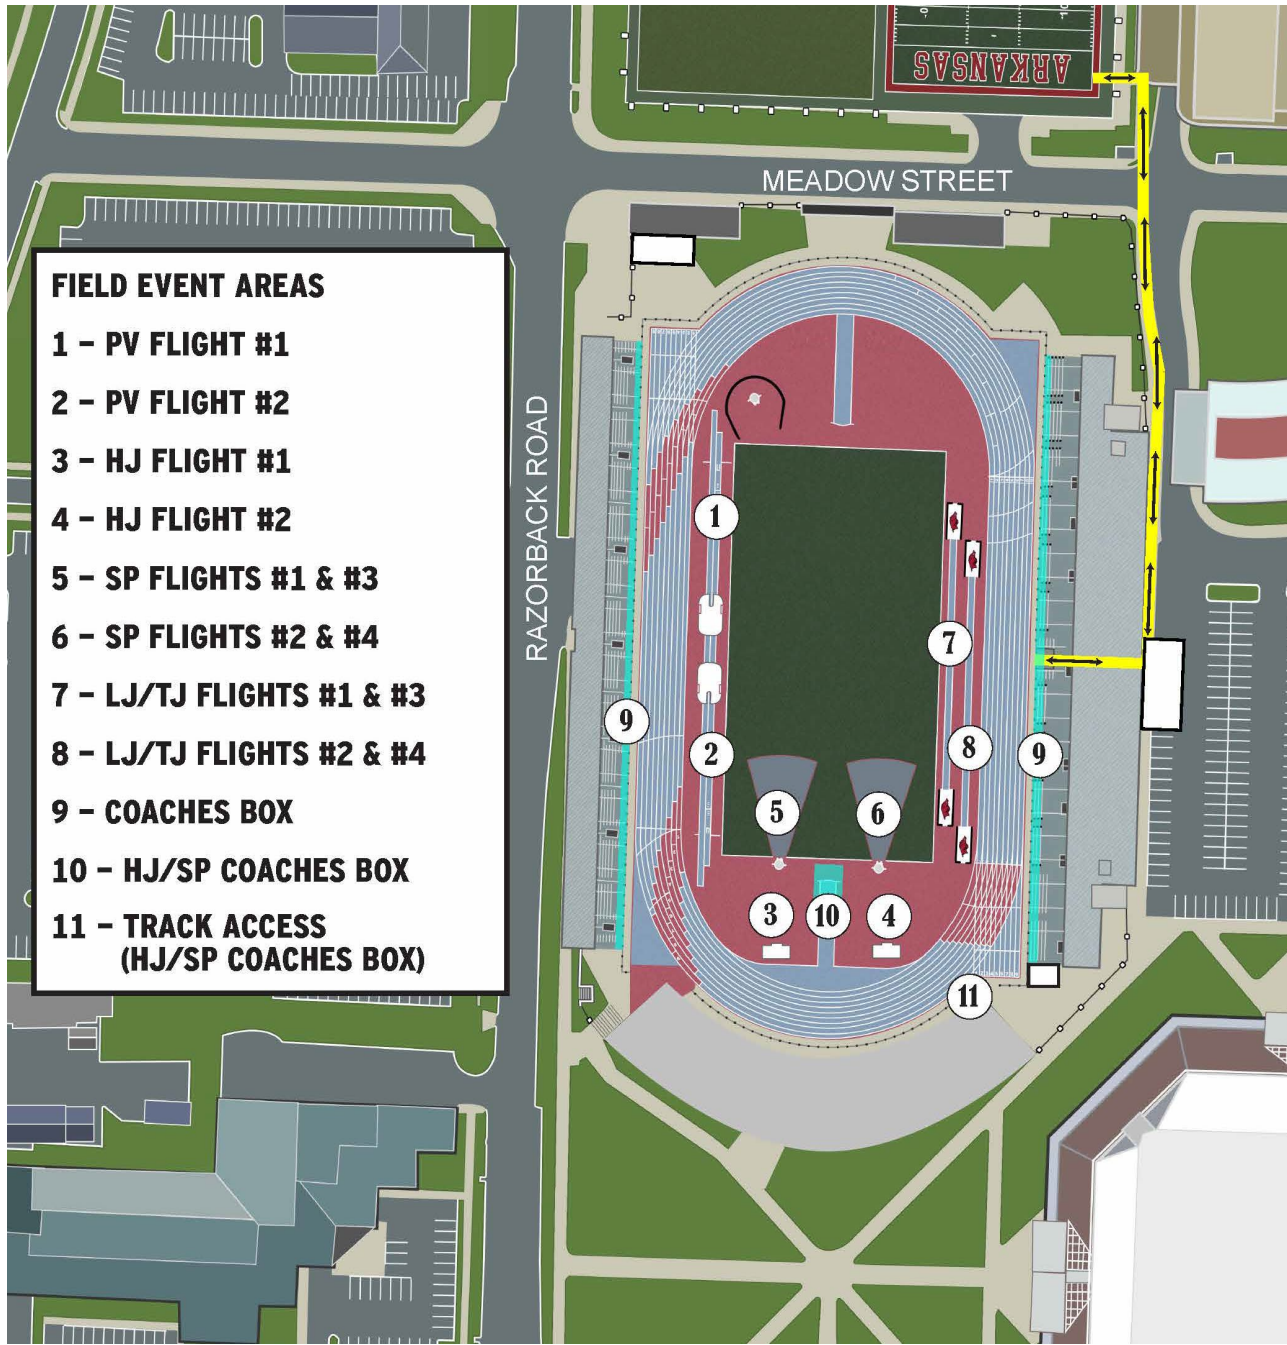 ARKANSAS
MEADOW STREET
FIELD EVENT AREAS
1 – PV FLIGHT #1
2 – PV FLIGHT #2
3 – HJ FLIGHT #1
4 – HJ FLIGHT #2
5 – SP FLIGHTS #1 & #3
6 – SP FLIGHTS #2 & #4
7 – LJ/TJ FLIGHTS #1 & #3
8 – LJ/TJ FLIGHTS #2 & #4
9 – COACHES BOX
10 – HJ/SP COACHES BOX
11 – TRACK ACCESS
(HJ/SP COACHES BOX)
RAZORBACK ROAD
1
7
9
2
8
9
5
6
3
10
4
11